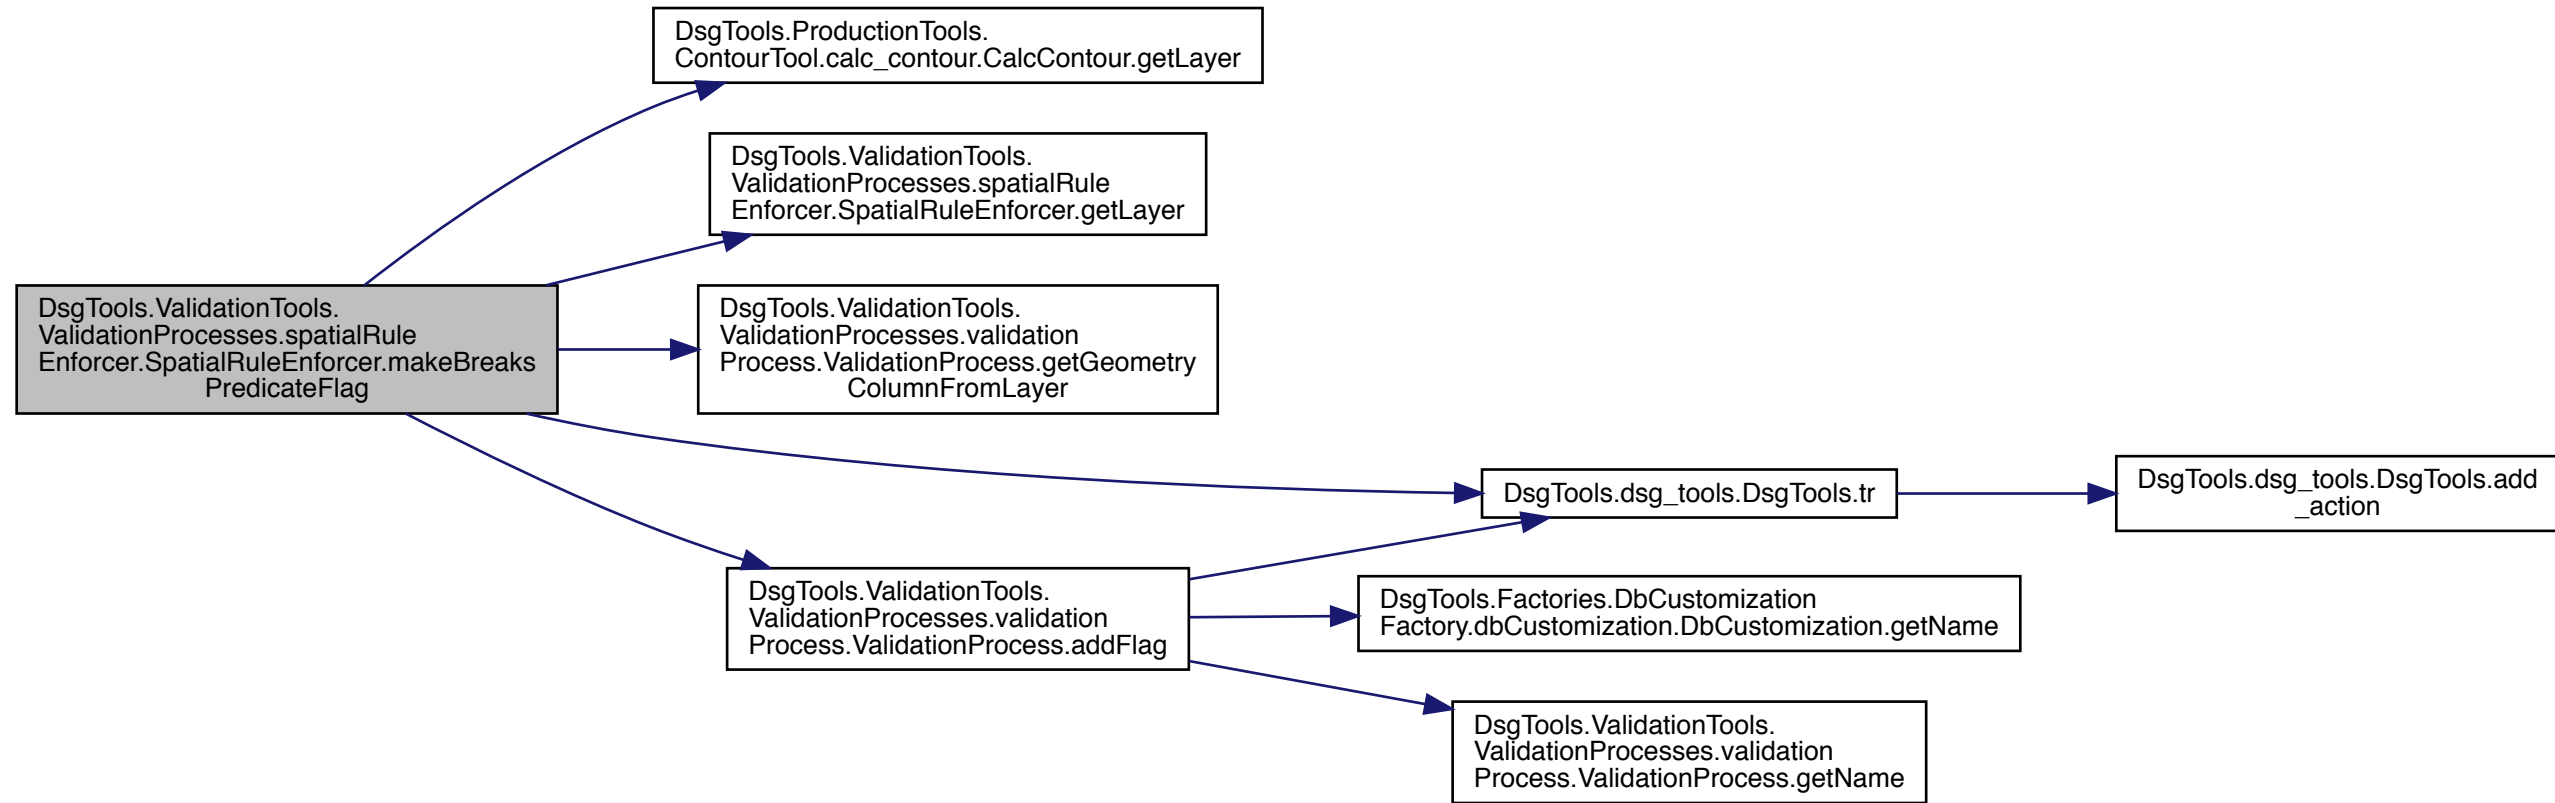 DsgTools.ProductionTools.
ContourTool.calc_contour.CalcContour.getLayer
DsgTools.ValidationTools.
ValidationProcesses.spatialRule
Enforcer.SpatialRuleEnforcer.getLayer
DsgTools.ValidationTools.
ValidationProcesses.spatialRule
Enforcer.SpatialRuleEnforcer.makeBreaks
PredicateFlag
DsgTools.ValidationTools.
ValidationProcesses.validation
Process.ValidationProcess.getGeometry
ColumnFromLayer
DsgTools.dsg_tools.DsgTools.tr
DsgTools.dsg_tools.DsgTools.add
_action
DsgTools.ValidationTools.
ValidationProcesses.validation
Process.ValidationProcess.addFlag
DsgTools.Factories.DbCustomization
Factory.dbCustomization.DbCustomization.getName
DsgTools.ValidationTools.
ValidationProcesses.validation
Process.ValidationProcess.getName